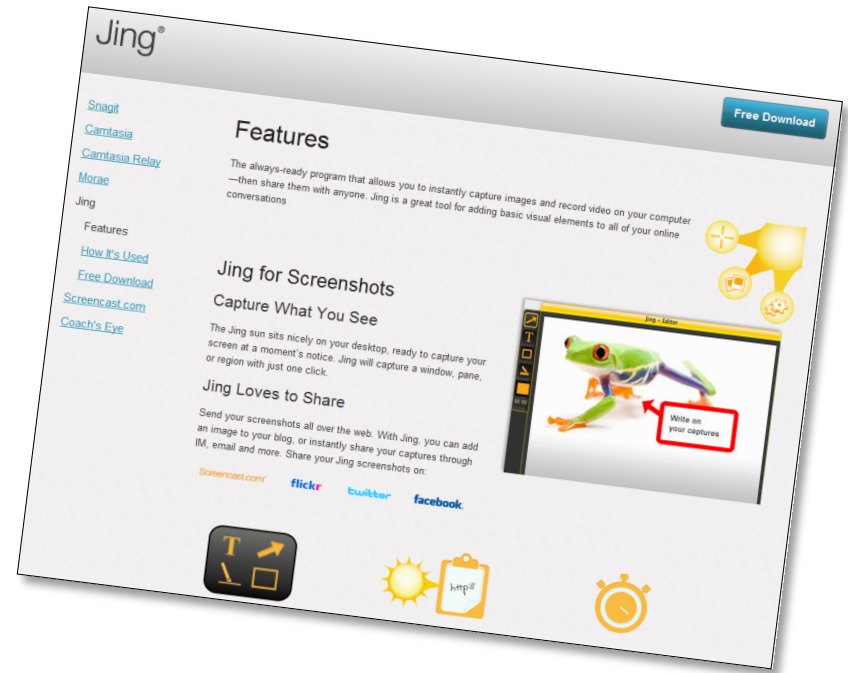 Jing®
Free Download
Snagit
Camtasia
Camtasia Relay
Morae
Jing
Features
How It's Used
Free Download
Screencast.com
Coach's Eye
Features
The always-ready program that allows you to instantly capture images and record video on your computer
—then share them with anyone. Jing is a great tool for adding basic visual elements to all of your online
conversations
Jing for Screenshots
Capture What You See
The Jing sun sits nicely on your desktop, ready to capture your
screen at a moment's notice. Jing will capture a window, pane,
or region with just one click.
Jing Loves to Share
Send your screenshots all over the web. With Jing, you can add
an image to your blog, or instantly share your captures through
IM, email and more. Share your Jing screenshots on:
Screencast.com
flickr
twitter
facebook.
Jing - Editor
T
Write on
your captures
T
http://